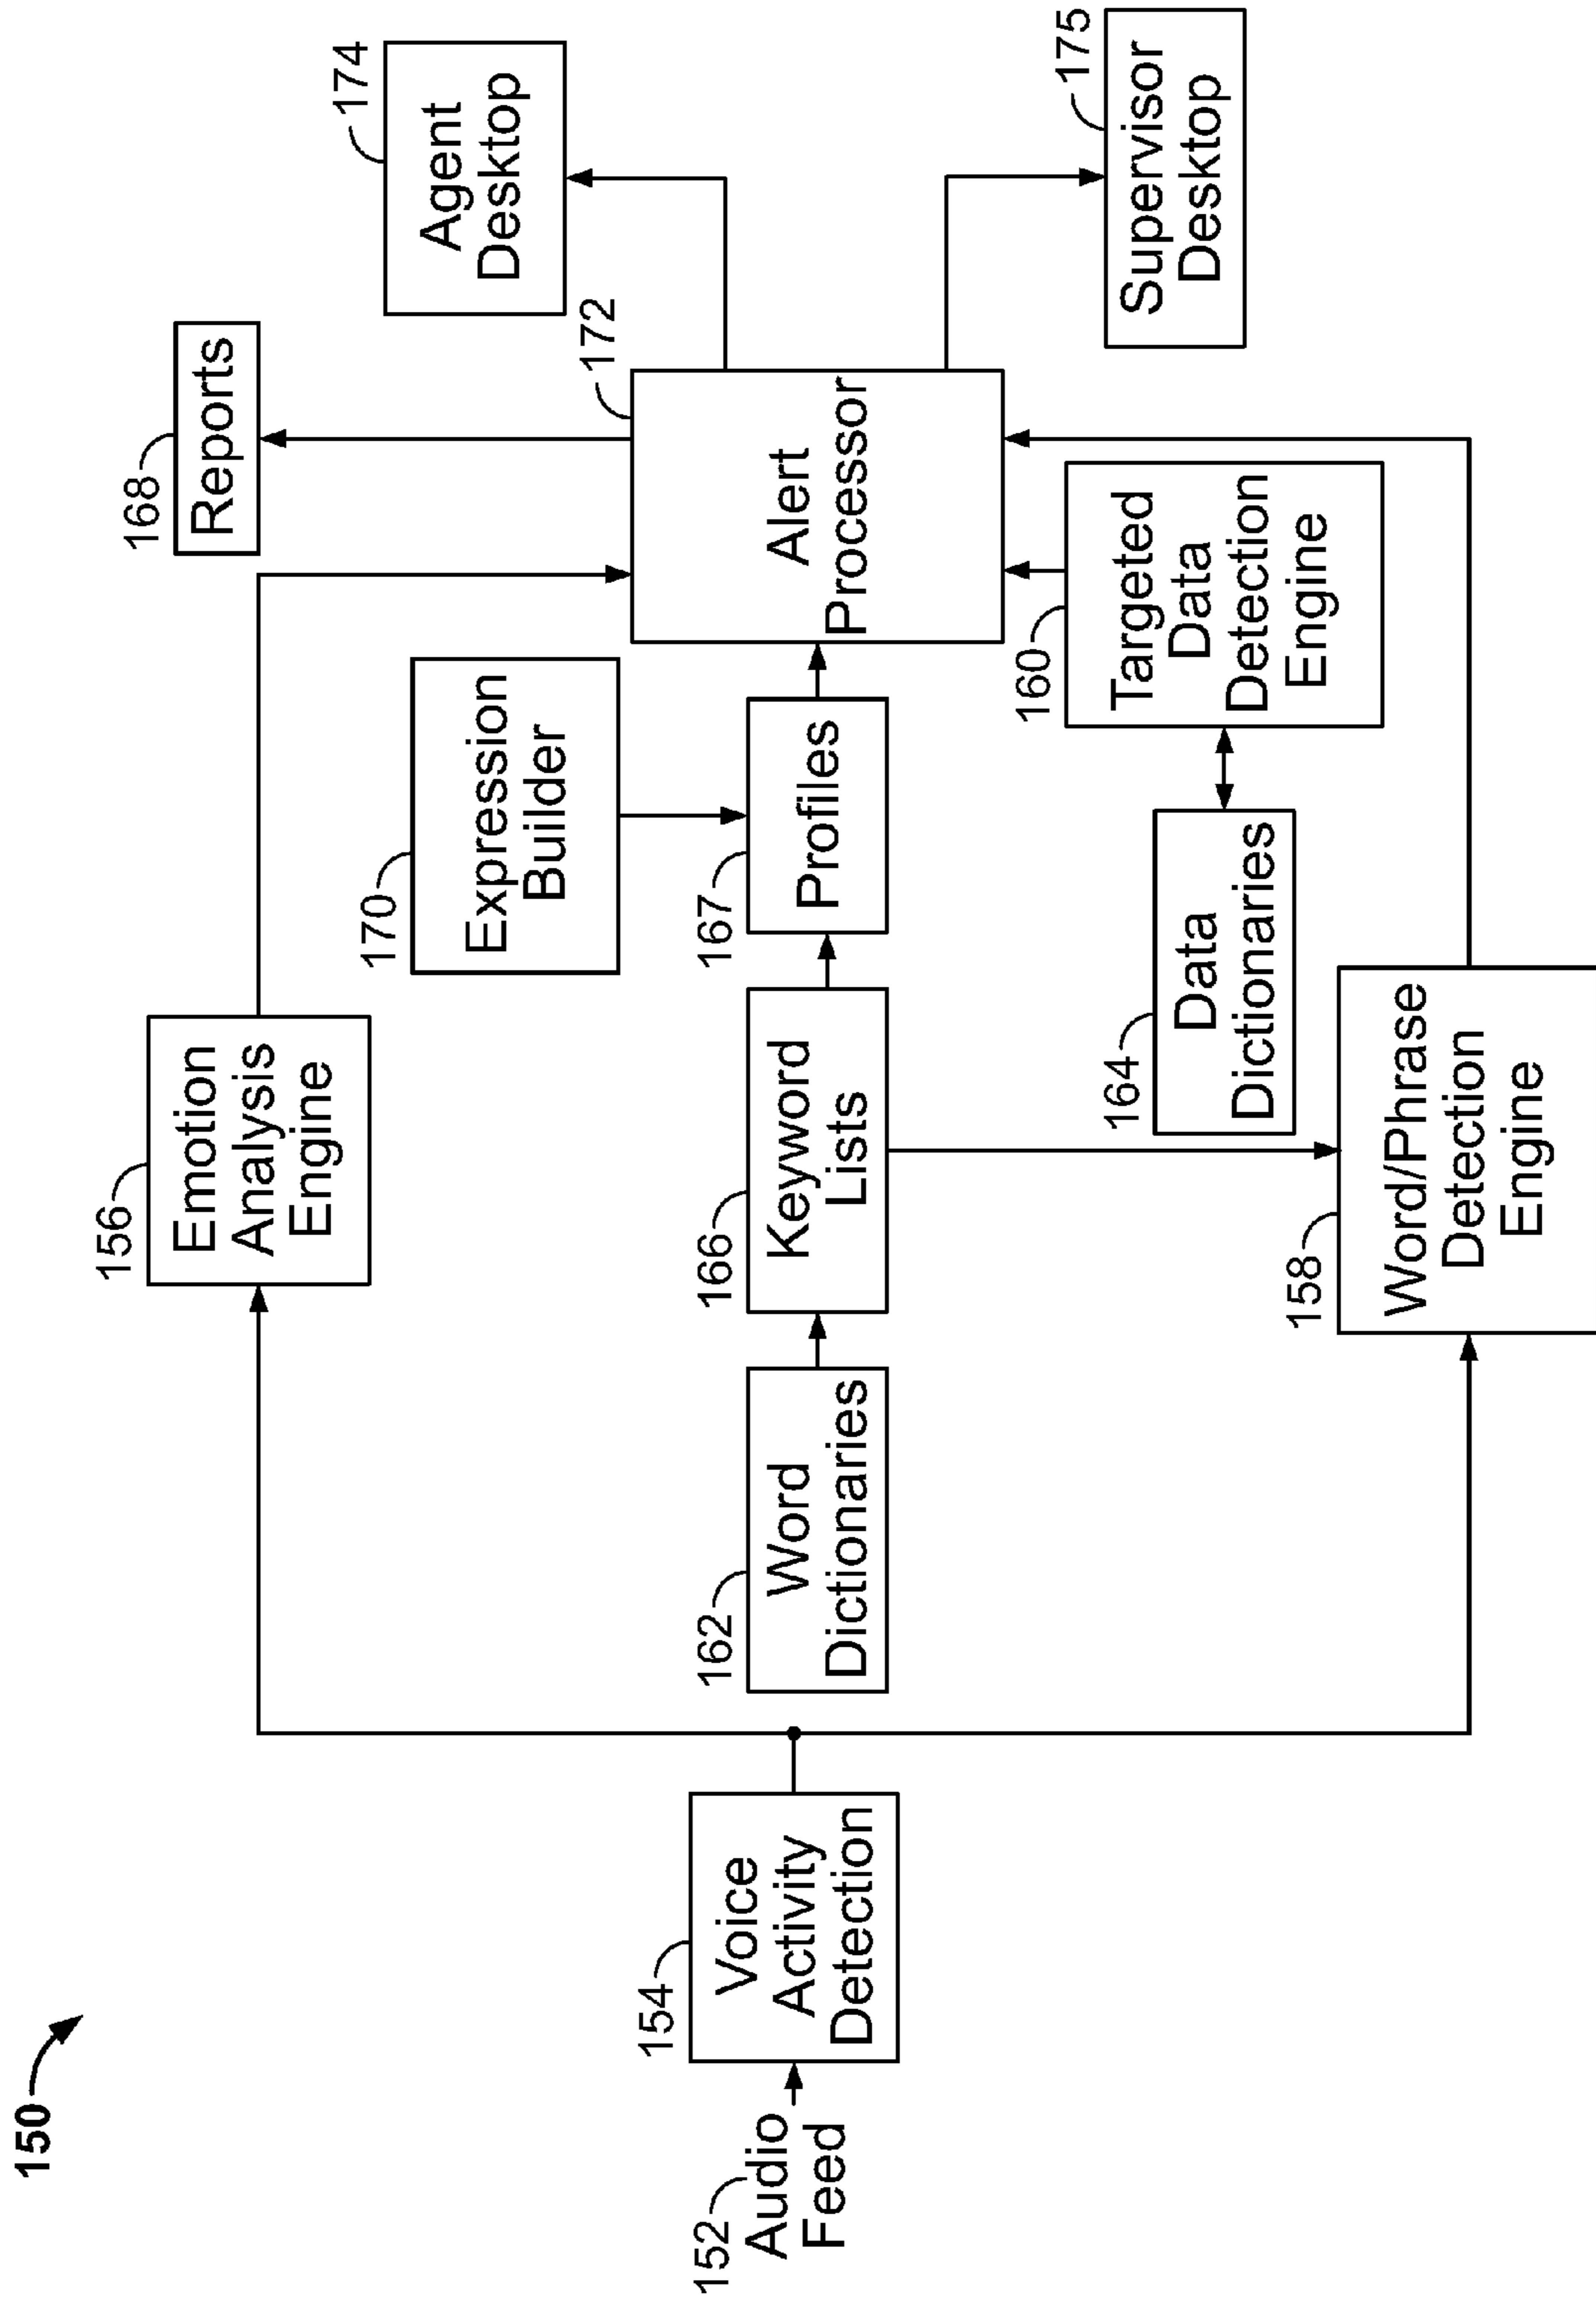 150
152
Audio
Feed
154
Voice
Activity
Detection
156
Emotion
Analysis
Engine
162
Word
Dictionaries
166
Keyword
Lists
158
Word/Phrase
Detection
Engine
170
Expression
Builder
167
Profiles
164
Data
Dictionaries
160
Targeted
Data
Detection
Engine
168
Reports
172
Alert
Processor
174
Agent
Desktop
175
Supervisor
Desktop